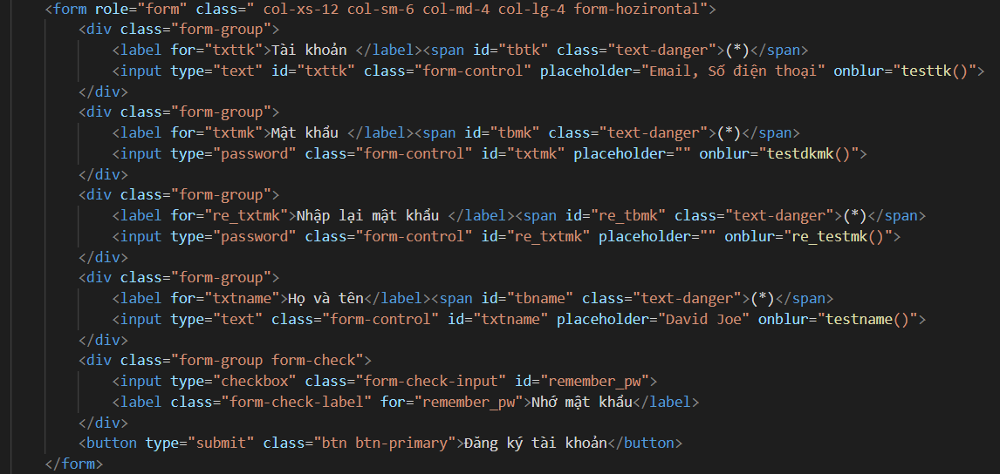 <form role="form" class=" col-xs-12 col-sm-6 col-md-4 col-lg-4 form-hozirontal">
<div class="form-group">
<label for="txttk">Tài khoản </label><span id="tbtk" class="text-danger">(*)</span>
<input type="text" id="txttk" class="form-control" placeholder="Email, Số điện thoại" onblur="testtk()">
</div>
<div class="form-group">
<label for="txtmk">Mật khẩu </label><span id="tbmk" class="text-danger">(*)</span>
<input type="password" class="form-control" id="txtmk" placeholder="" onblur="testdkmk()">
</div>
<div class="form-group">
<label for="re_txtmk">Nhập lại mật khẩu </label><span id="re_tbmk" class="text-danger">(*)</span>
<input type="password" class="form-control" id="re_txtmk" placeholder="" onblur="re_testmk()">
</div>
<div class="form-group">
<label for="txtname">Họ và tên</label><span id="tbname" class="text-danger">(*)</span>
<input type="text" class="form-control" id="txtname" placeholder="David Joe" onblur="testname()">
</div>
<div class="form-group form-check">
<input type="checkbox" class="form-check-input" id="remember_pw">
<label class="form-check-label" for="remember_pw">Nhớ mật khẩu</label>
</div>
<button type="submit" class="btn btn-primary">Đăng ký tài khoản</button>
</form>